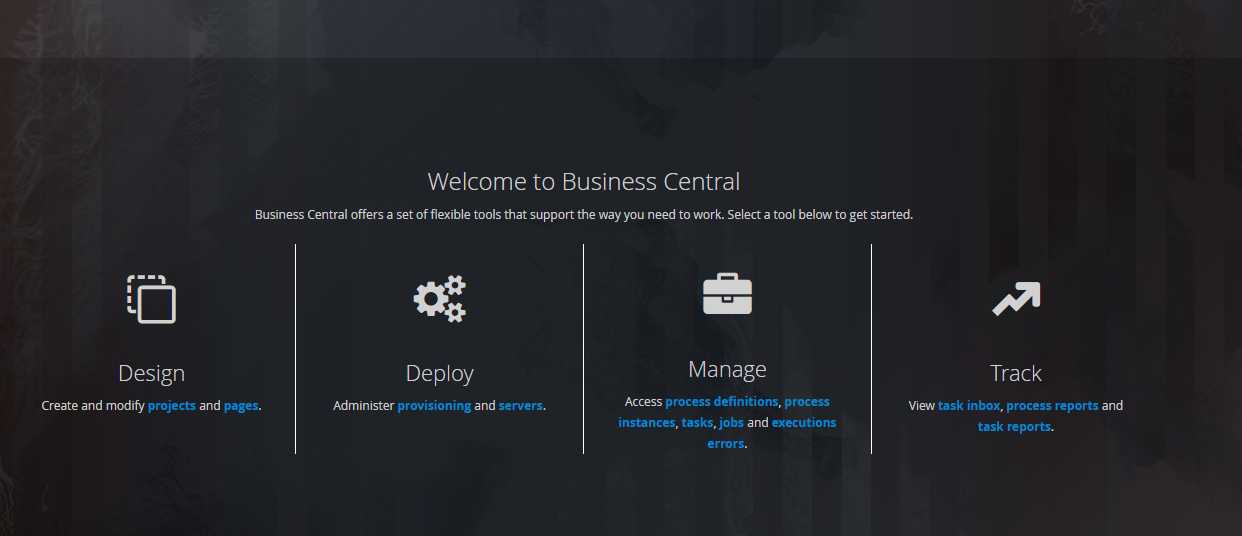 Welcome to Business Central
Business Central offers a set of flexible tools that support the way you need to work. Select a tool below to get started.
Design
Create and modify projects and pages.
Deploy
Administer provisioning and servers.
Manage
Access process definitions, process
instances, tasks, jobs and executions
errors.
Track
View task inbox, process reports and
task reports.